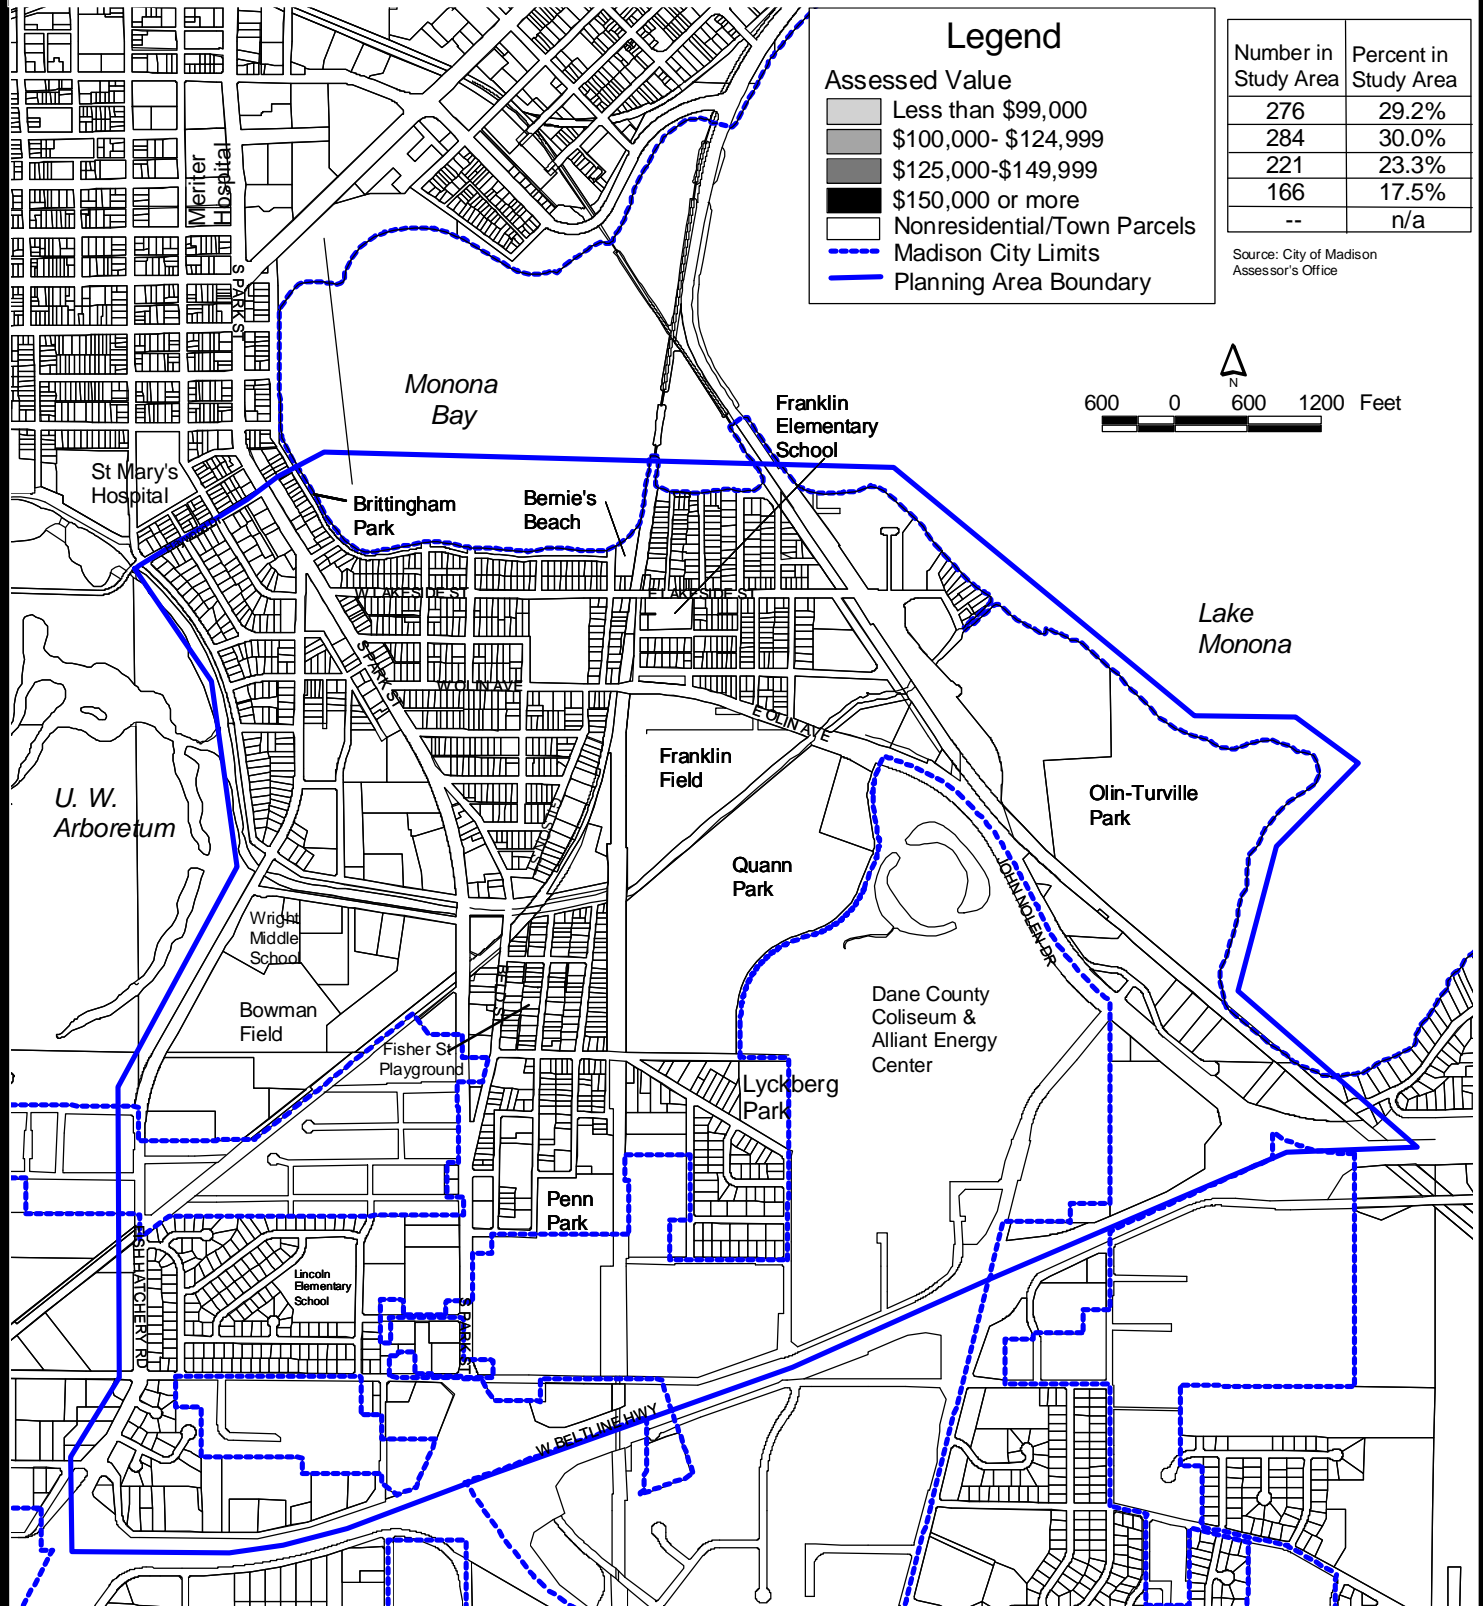 Legend
Assessed Value
Less than $99,000
$100,000- $124,999
$125,000-$149,999
$150,000 or more
Nonresidential/Town Parcels
Madison City Limits
Planning Area Boundary
Number in Study Area
Percent in Study Area
276 29.2%
284 30.0%
221 23.3%
166 17.5%
-- n/a
Source: City of Madison
Assessor's Office
N
600 0 600 1200 Feet
Meriter
Hospital
S PARK ST
Monona
Bay
Franklin
Elementary
School
St Mary's
Hospital
Brittingham
Park
Bernie's
Beach
W LAKESIDE ST
E LAKESIDE ST
Lake
Monona
S PARK ST
W OLIN AVE
E OLIN AVE
Franklin
Field
U. W.
Arboretum
Olin-Turville
Park
Quann
Park
JOHN NOLEN DR
Wright
Middle
School
Bowman
Field
Dane County
Coliseum &
Alliant Energy
Center
Fisher St
Playground
Lyckberg
Park
Penn
Park
FISH HATCHERY RD
Lincoln
Elementary
School
S PARK ST
W BELTLINE HWY